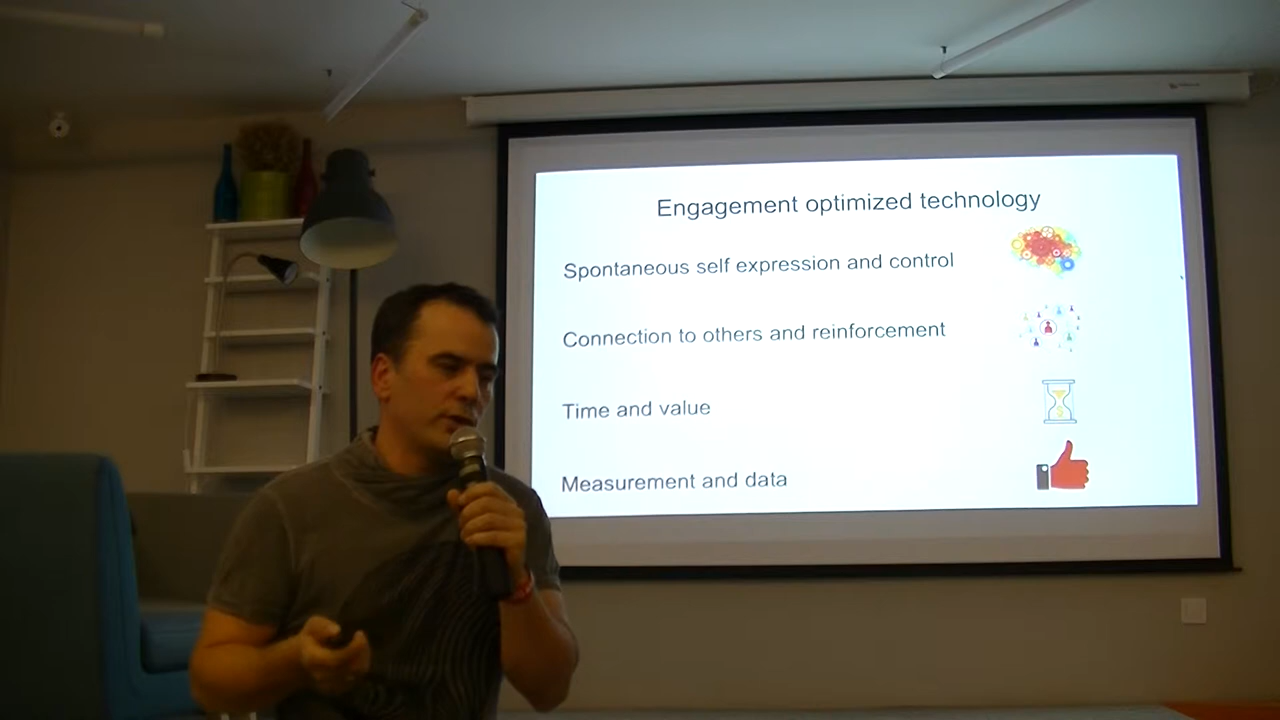 Engagement optimized technology
Spontaneous self expression and control
Connection to others and reinforcement
Time and value
Measurement and data